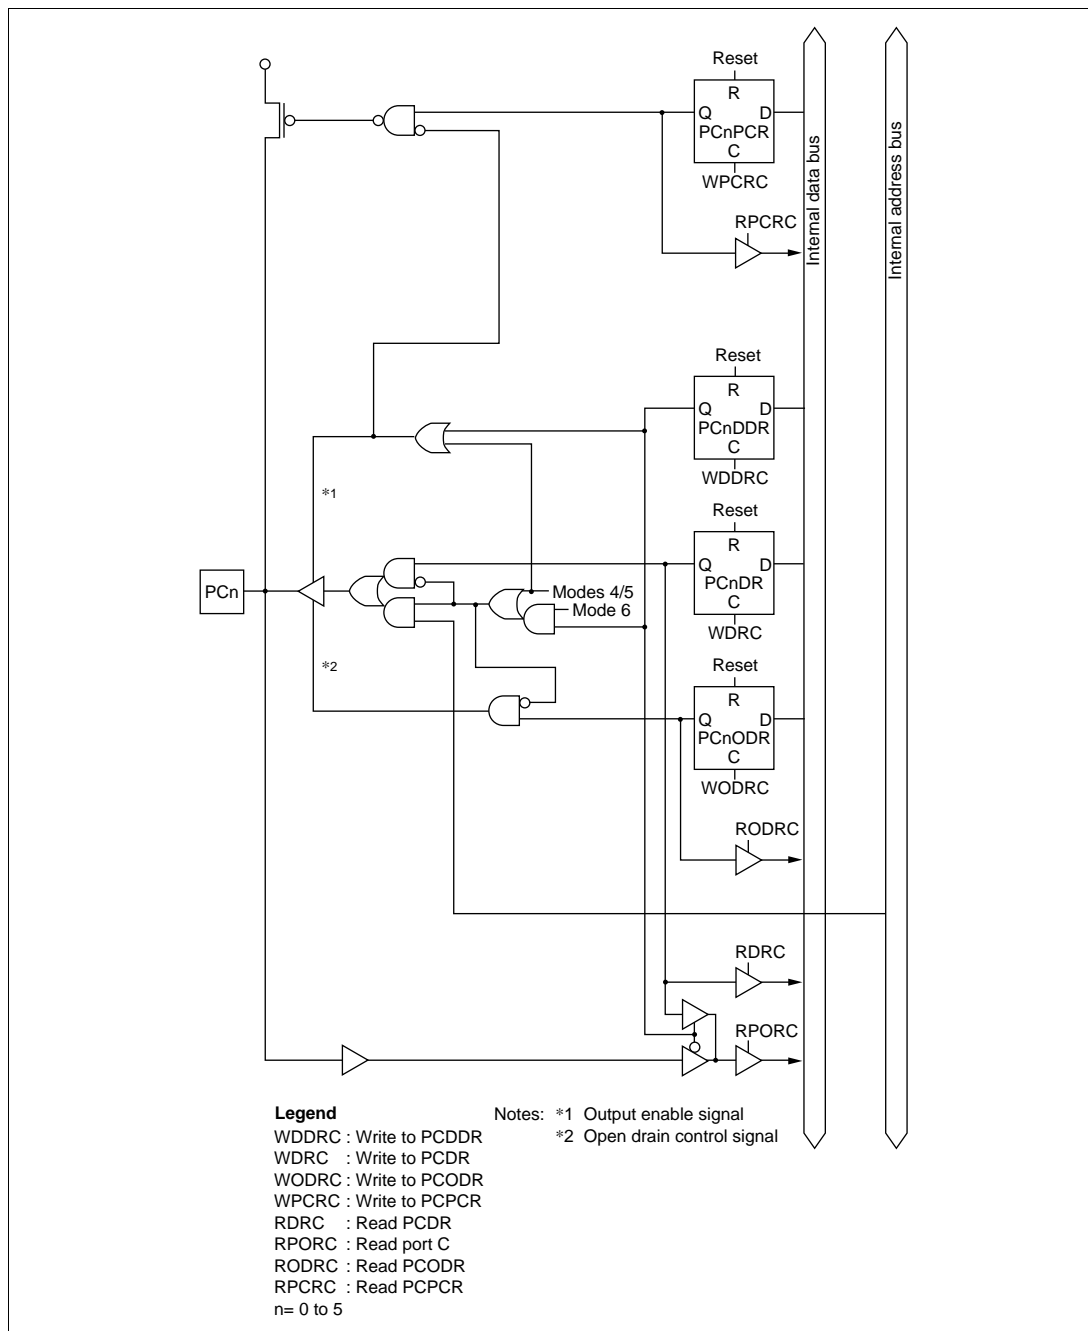 Reset
R
Q D
PCnPCR
C
WPCRC
RPCRC
Internal data bus
Internal address bus
Reset
R
Q D
PCnDDR
C
WDDRC
*1
Reset
R
Q D
PCnDR
C
WDRC
PCn
Modes 4/5
Mode 6
*2
Reset
R
Q D
PCnODR
C
WODRC
RODRC
RDRC
RPORC
Legend
WDDRC : Write to PCDDR
WDRC : Write to PCDR
WODRC : Write to PCODR
WPCRC : Write to PCPCR
RDRC : Read PCDR
RPORC : Read port C
RODRC : Read PCODR
RPCRC : Read PCPCR
n= 0 to 5
Notes: *1 Output enable signal
*2 Open drain control signal